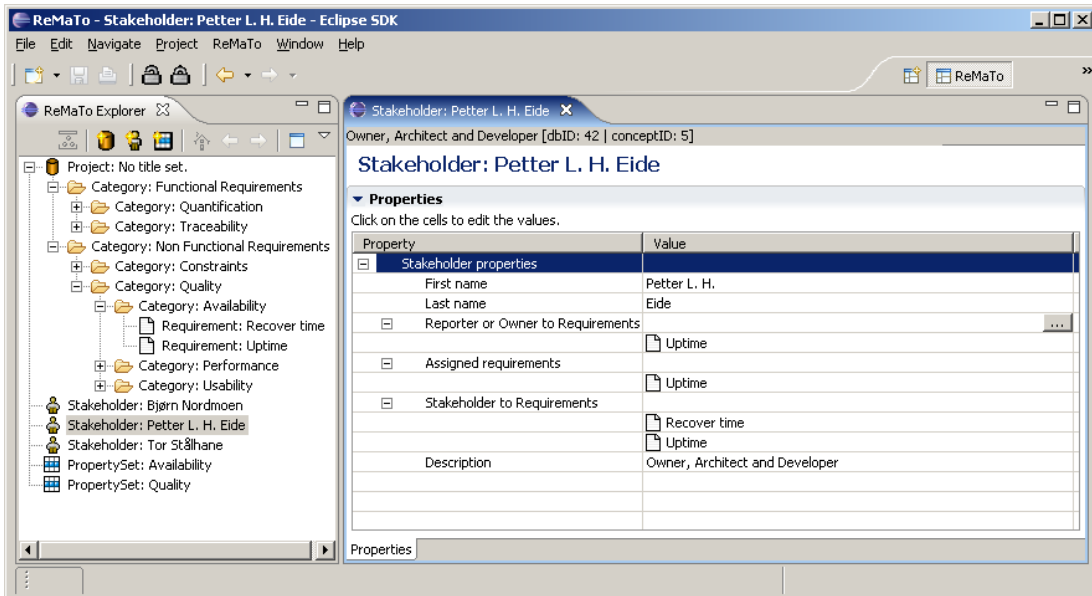 ReMaTo - Stakeholder: Petter L. H. Eide - Eclipse SDK
File Edit Navigate Project ReMaTo Window Help
ReMaTo
»
ReMaTo Explorer
Project: No title set.
Category: Functional Requirements
Category: Quantification
Category: Traceability
Category: Non Functional Requirements
Category: Constraints
Category: Quality
Category: Availability
Requirement: Recover time
Requirement: Uptime
Category: Performance
Category: Usability
Stakeholder: Bjørn Nordmoen
Stakeholder: Petter L. H. Eide
Stakeholder: Tor Stålhane
PropertySet: Availability
PropertySet: Quality
Stakeholder: Petter L. H. Eide
Owner, Architect and Developer [dbID: 42 | conceptID: 5]
Stakeholder: Petter L. H. Eide
Properties
Click on the cells to edit the values.
Property Value
Stakeholder properties
First name Petter L. H.
Last name Eide
Reporter or Owner to Requirements ...
Uptime
Assigned requirements
Uptime
Stakeholder to Requirements
Recover time
Uptime
Description Owner, Architect and Developer
Properties